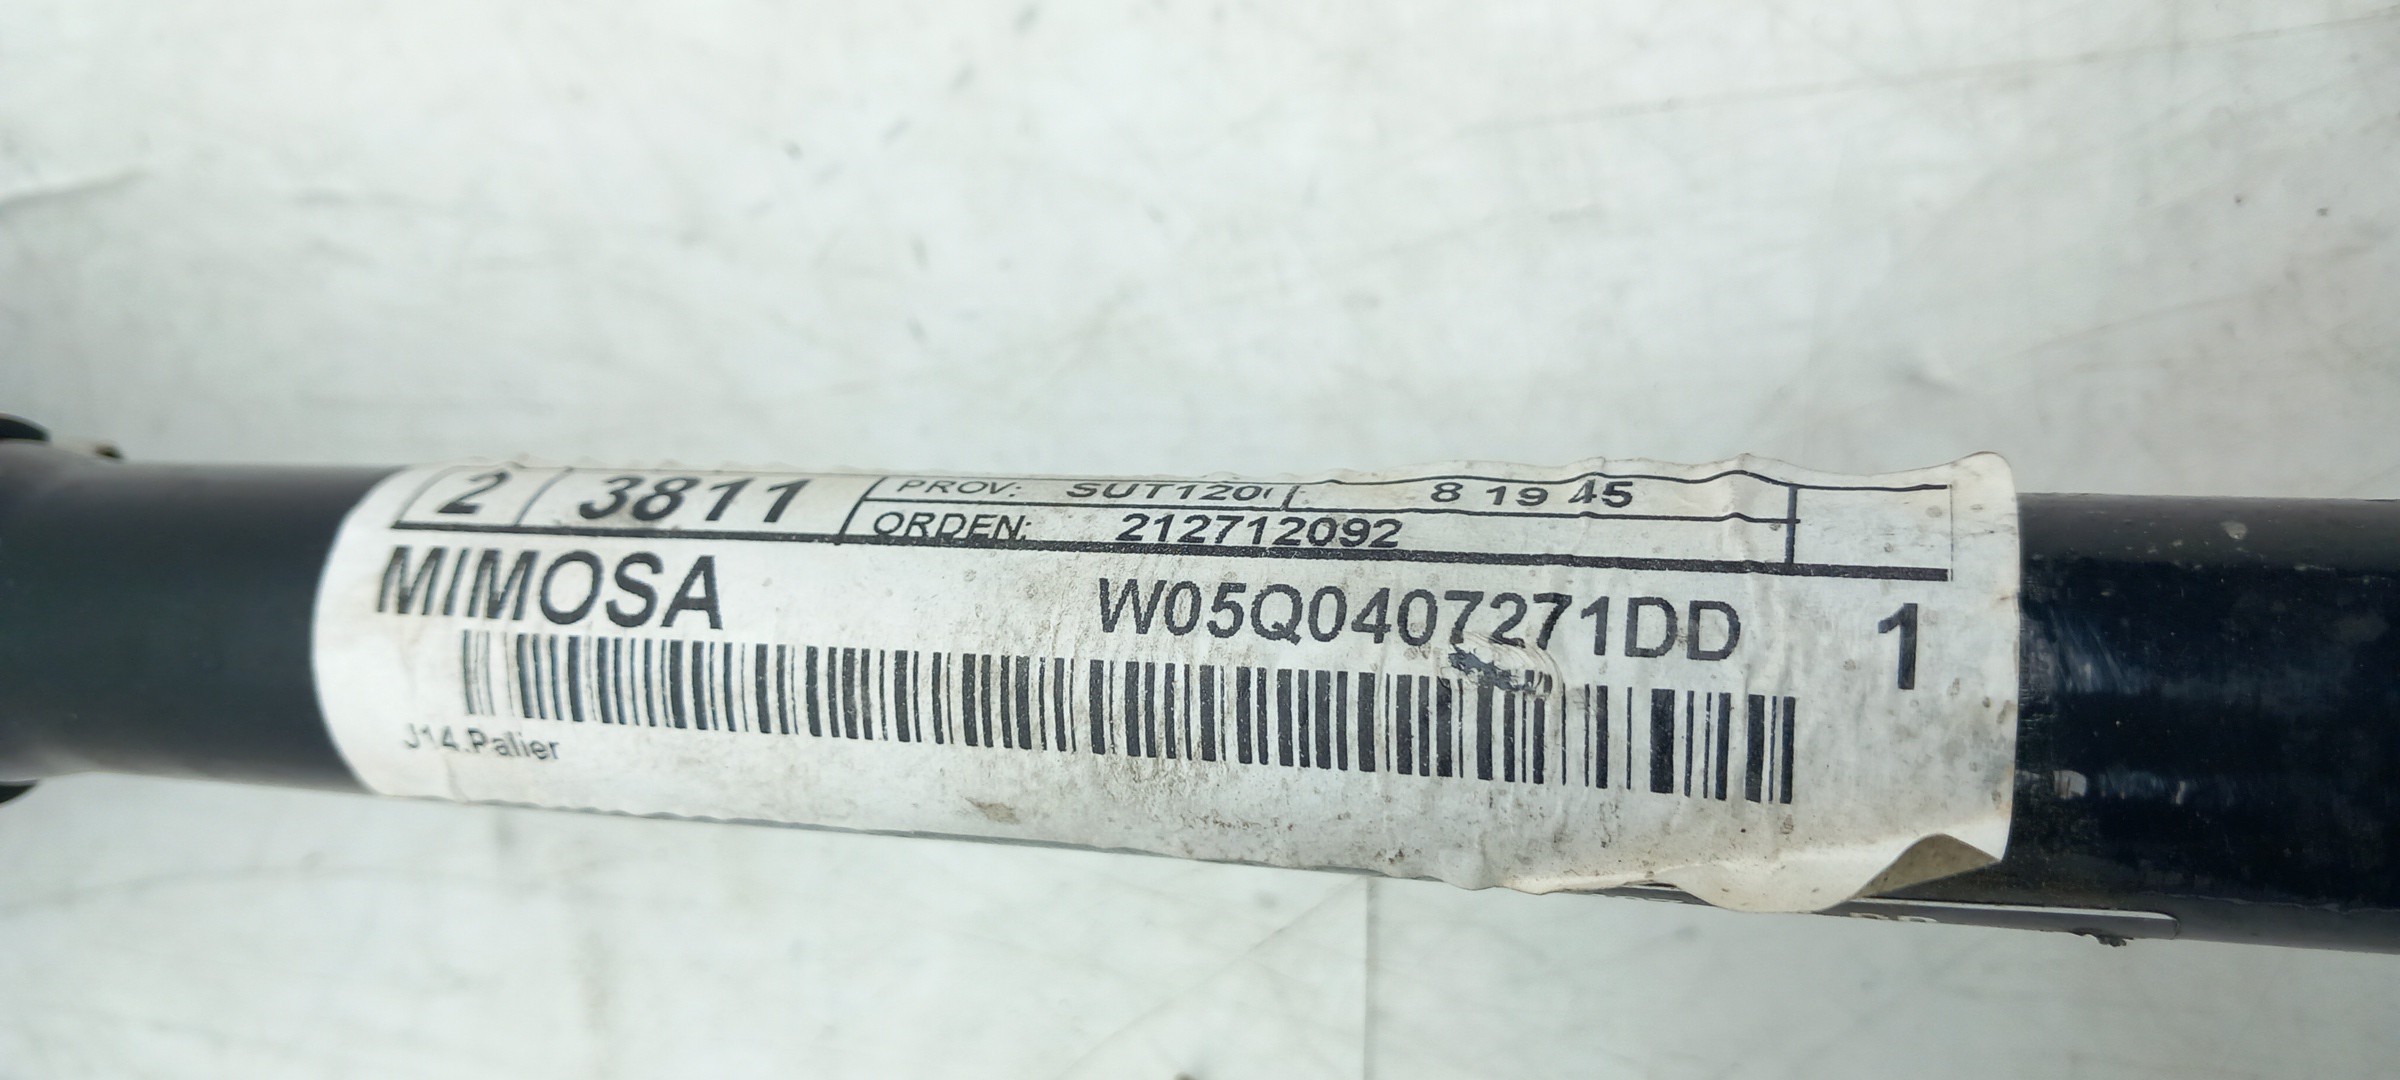 2 3811 PROV: SUT120 8 19 45
ORDEN: 212712092
MIMOSA W05Q0407271DD 1
J14.Palier